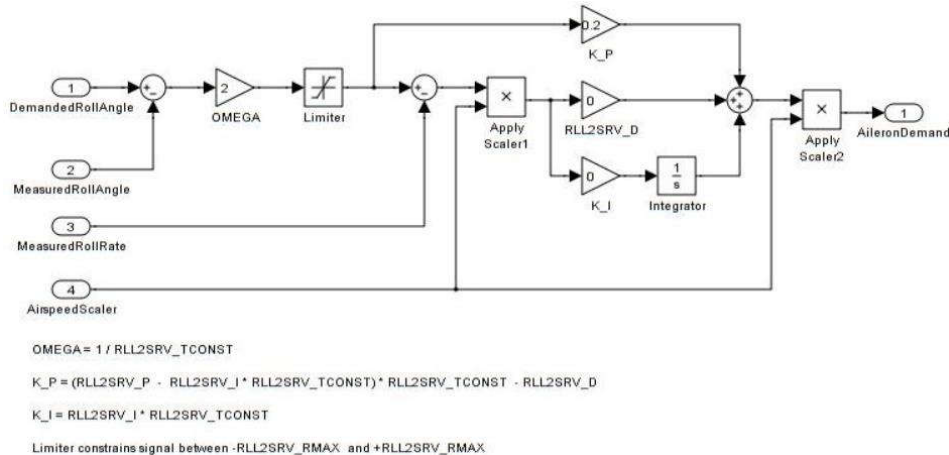 0.2
K_P
1
DemandedRollAngle
+
-
2
OMEGA
Limiter
+
-
×
Apply
Scaler1
0
RLL2SRV_D
+
+
+
×
Apply
Scaler2
1
AileronDemand
2
MeasuredRollAngle
0
K_I
1
s
Integrator
3
MeasuredRollRate
4
AirspeedScaler
OMEGA = 1 / RLL2SRV_TCONST
K_P = (RLL2SRV_P - RLL2SRV_I * RLL2SRV_TCONST) * RLL2SRV_TCONST - RLL2SRV_D
K_I = RLL2SRV_I * RLL2SRV_TCONST
Limiter constrains signal between -RLL2SRV_RMAX and +RLL2SRV_RMAX